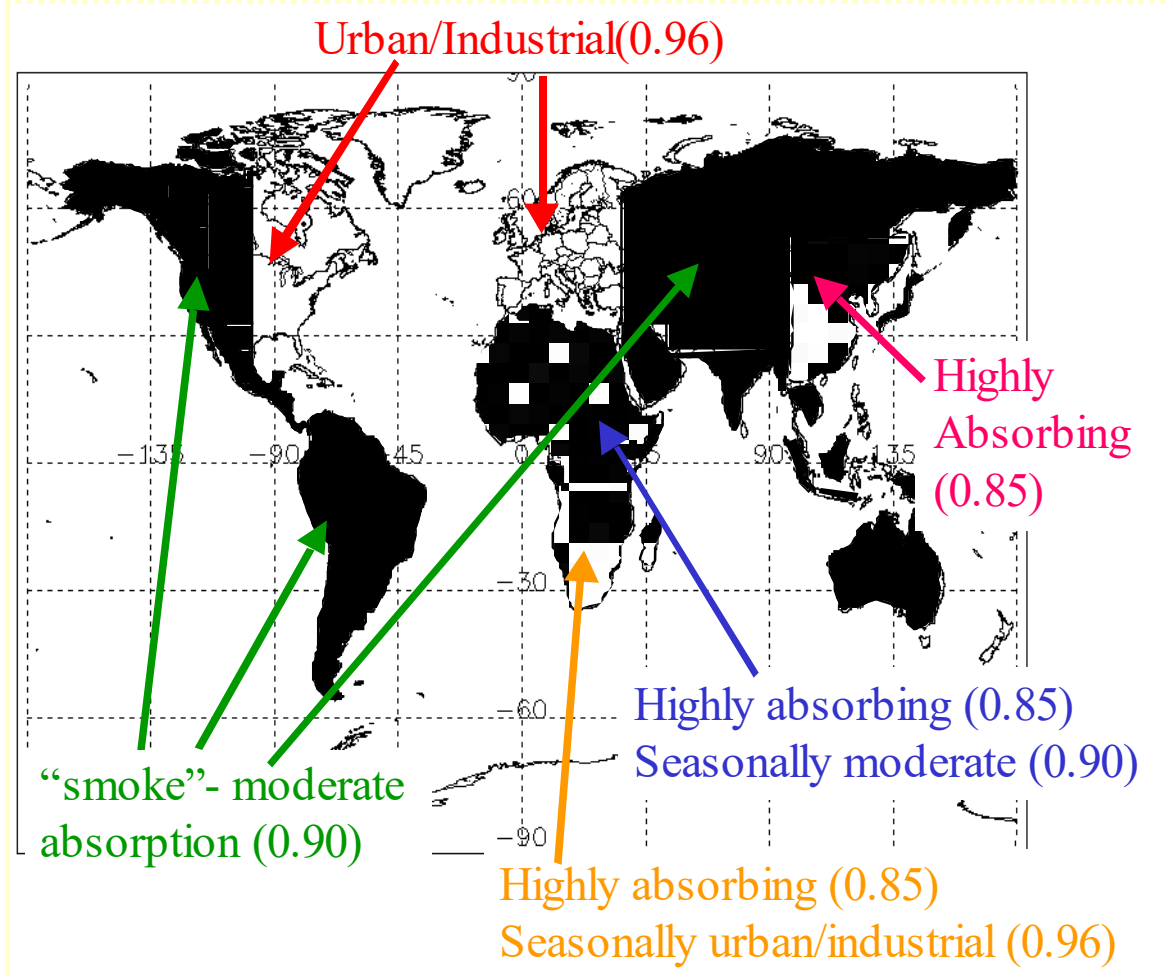 Urban/Industrial(0.96)
90
60
-135
-90
45
0
90
135
Highly
Absorbing
(0.85)
-30
-60
Highly absorbing (0.85)
Seasonally moderate (0.90)
"smoke"- moderate
absorption (0.90)
-90
Highly absorbing (0.85)
Seasonally urban/industrial (0.96)